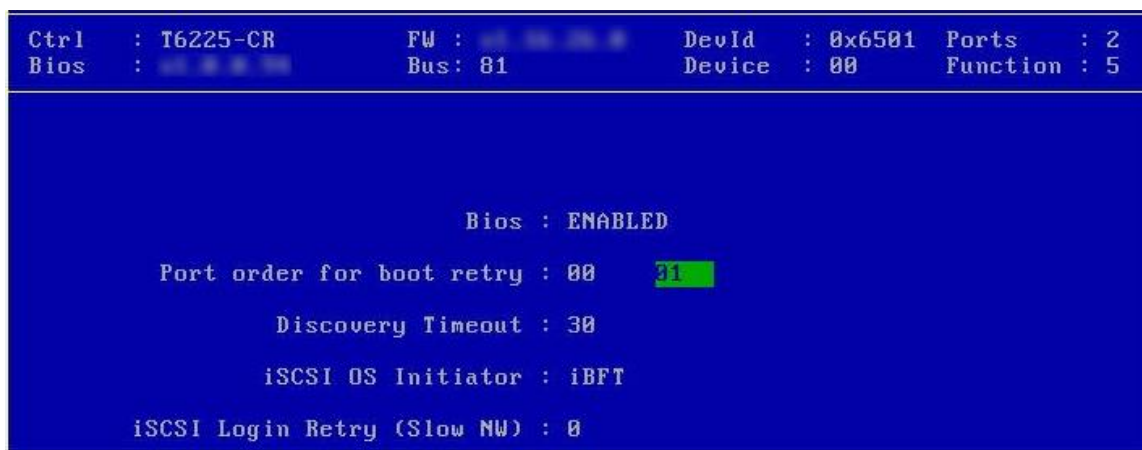 Ctrl : T6225-CR FW : DevId : 0x6501 Ports : 2
Bios : Bus: 81 Device : 00 Function : 5
Bios : ENABLED
Port order for boot retry : 00 01
Discovery Timeout : 30
iSCSI OS Initiator : iBFT
iSCSI Login Retry (Slow NW) : 0